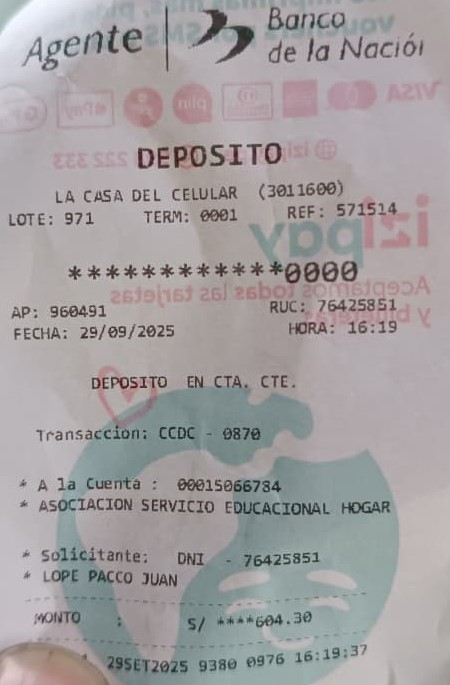 Agente | Banco
de la Nación
DEPOSITO
LA CASA DEL CELULAR (3011600)
LOTE: 971 TERM: 0001 REF: 571514
************0000
AP: 960491 RUC: 76425851
FECHA: 29/09/2025 HORA: 16:19
DEPOSITO EN CTA. CTE.
Transaccion: CCDC - 0870
* A la Cuenta : 00015066784
* ASOCIACION SERVICIO EDUCACIONAL HOGAR
* Solicitante: DNI - 76425851
* LOPE PACCO JUAN
MONTO : S/ ****604.30
29SET2025 9380 0976 16:19:37